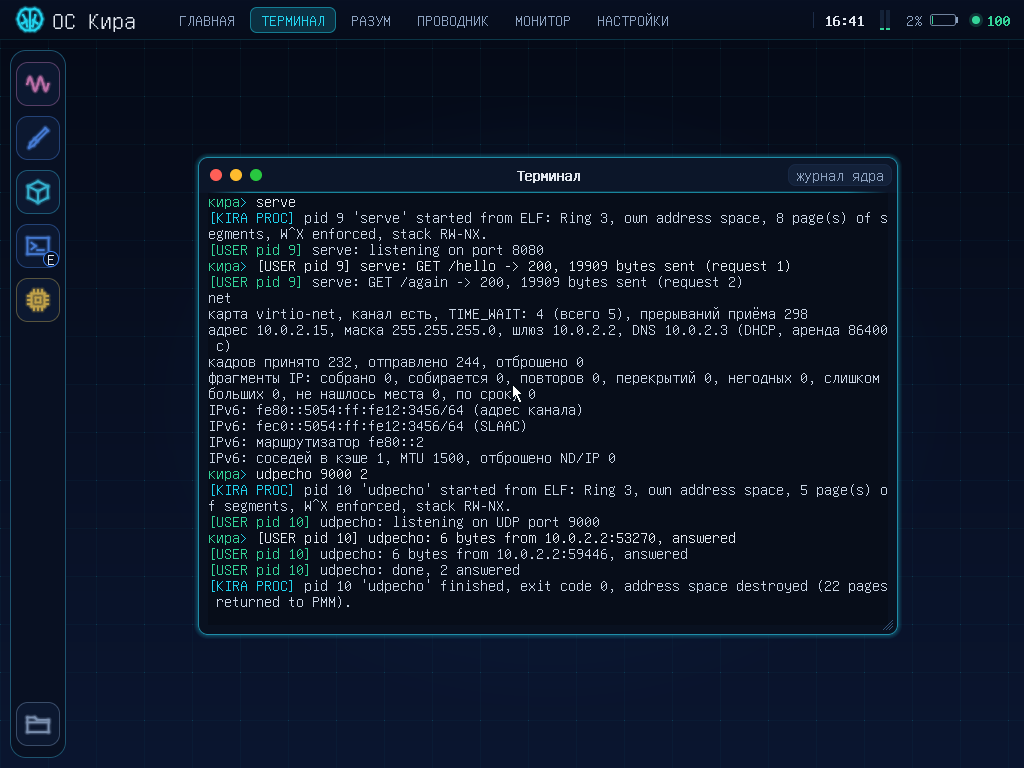 ОС Кира
ГЛАВНАЯ ТЕРМИНАЛ РАЗУМ ПРОВОДНИК МОНИТОР НАСТРОЙКИ
16:41 2% 100
E
Терминал
журнал ядра
кира> serve
[KIRA PROC] pid 9 'serve' started from ELF: Ring 3, own address space, 8 page(s) of s
egments, W^X enforced, stack RW-NX.
[USER pid 9] serve: listening on port 8080
кира> [USER pid 9] serve: GET /hello -> 200, 19909 bytes sent (request 1)
[USER pid 9] serve: GET /again -> 200, 19909 bytes sent (request 2)
net
карта virtio-net, канал есть, TIME_WAIT: 4 (всего 5), прерываний приёма 298
адрес 10.0.2.15, маска 255.255.255.0, шлюз 10.0.2.2, DNS 10.0.2.3 (DHCP, аренда 86400
с)
кадров принято 232, отправлено 244, отброшено 0
фрагменты IP: собрано 0, собирается 0, повторов 0, перекрытий 0, негодных 0, слишком
больших 0, не нашлось места 0, по сроку 0
IPv6: fe80::5054:ff:fe12:3456/64 (адрес канала)
IPv6: fec0::5054:ff:fe12:3456/64 (SLAAC)
IPv6: маршрутизатор fe80::2
IPv6: соседей в кэше 1, MTU 1500, отброшено ND/IP 0
кира> udpecho 9000 2
[KIRA PROC] pid 10 'udpecho' started from ELF: Ring 3, own address space, 5 page(s) o
f segments, W^X enforced, stack RW-NX.
[USER pid 10] udpecho: listening on UDP port 9000
кира> [USER pid 10] udpecho: 6 bytes from 10.0.2.2:53270, answered
[USER pid 10] udpecho: 6 bytes from 10.0.2.2:59446, answered
[USER pid 10] udpecho: done, 2 answered
[KIRA PROC] pid 10 'udpecho' finished, exit code 0, address space destroyed (22 pages
returned to PMM).